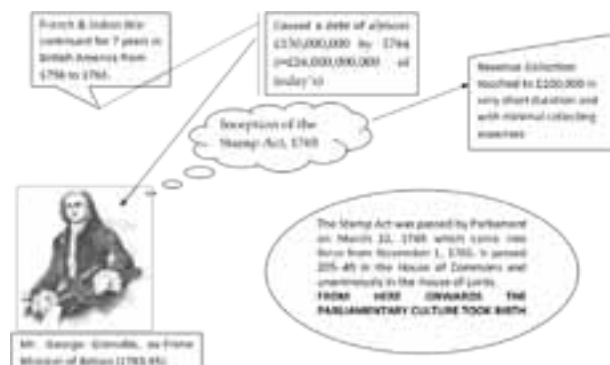 French & Indian War
continued for 7 years in
British America from
1756 to 1763.
Caused a debt of almost
£130,000,000 by 1764
of
today's)
Revenue Collection
reached to £100,000 in
very short duration and
with minimal collecting
expenses
Inception of the
Stamp Act, 1765
The Stamp Act was passed by Parliament
on March 22, 1765 which came into
force from November 1, 1765. It passed
205-49 in the House of Commons and
unanimously in the House of Lords.
FROM HERE ONWARDS THE
PARLIAMENTARY CULTURE TOOK BIRTH
Mr. George Grenville, ex-Prime
Minister of Britain (1763-65).